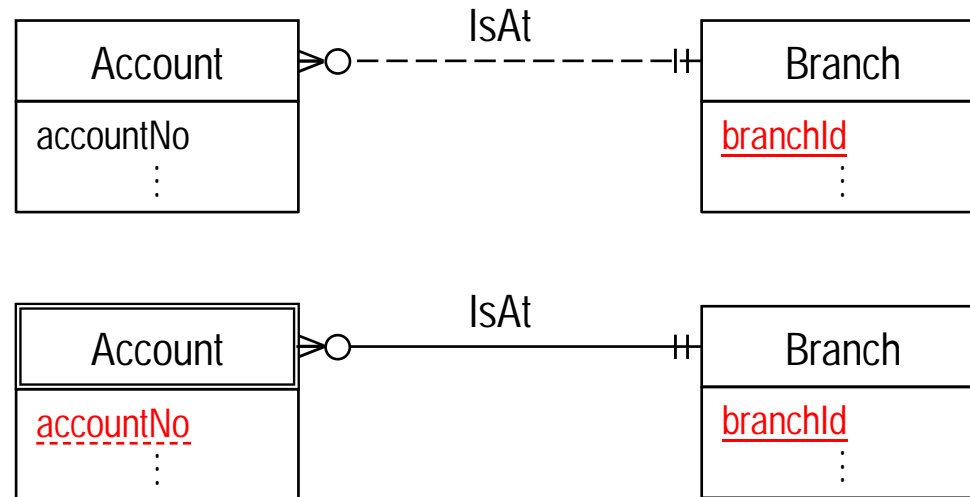 IsAt
Account
Branch
accountNo
branchId
IsAt
Account
Branch
accountNo
branchId